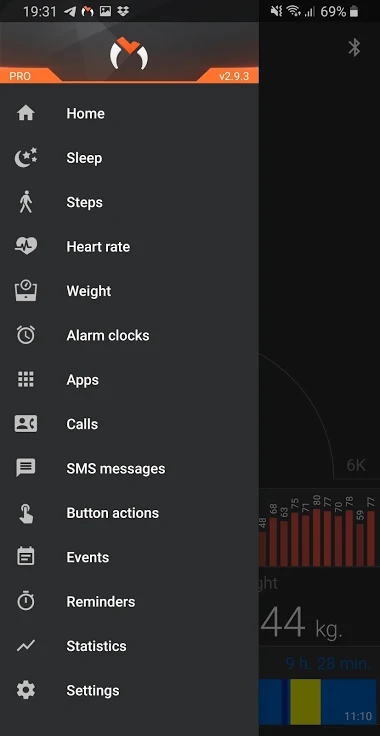 19:31
69%
PRO
v2.9.3
Home
Sleep
Steps
Heart rate
Weight
Alarm clocks
Apps
Calls
SMS messages
Button actions
Events
Reminders
Statistics
Settings
6K
48 68 63 75 71 80 77 70 78 59 77
ght
44 kg.
9 h. 28 min.
11:10